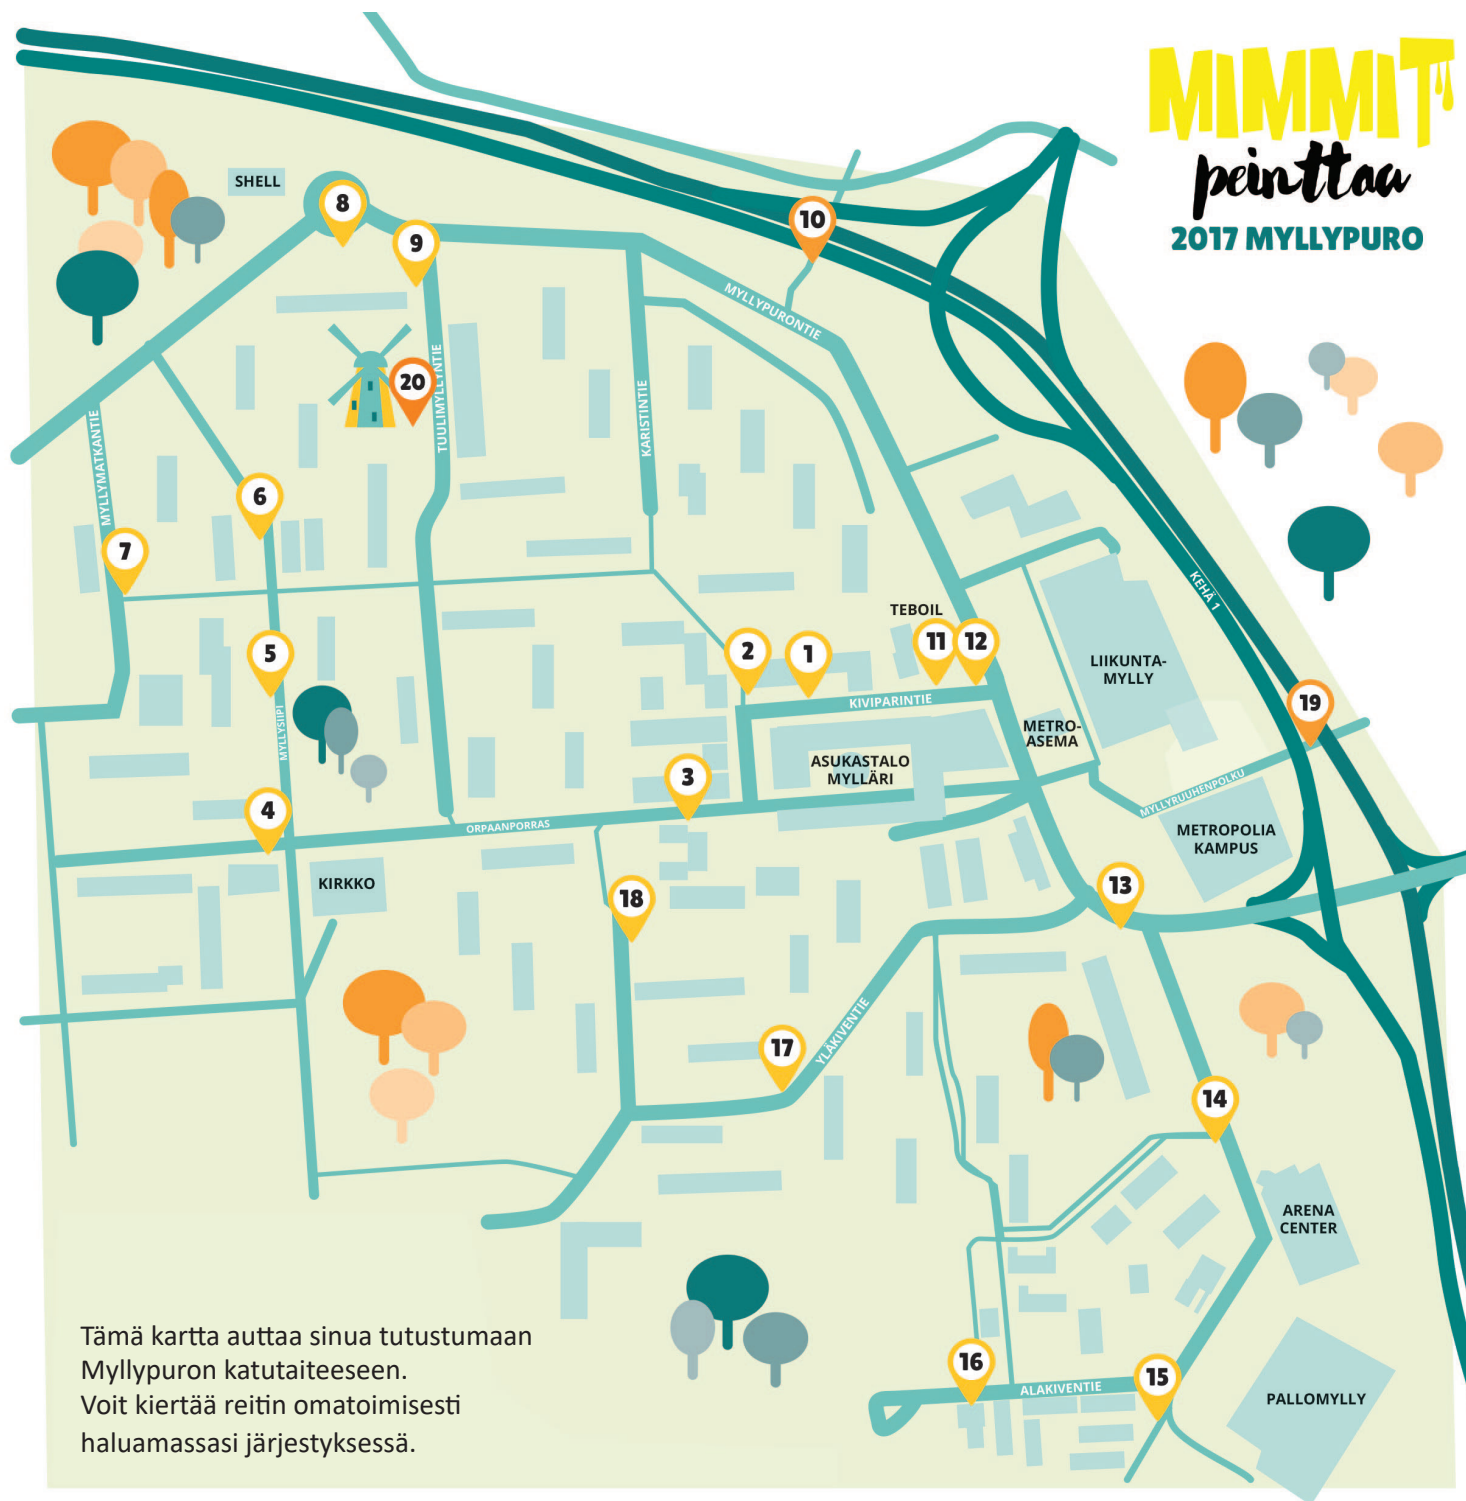 MIMMIT
peinttaa
2017 MYLLYPURO
SHELL
8
9
10
MYLLYPURONTIE
20
TUULIMYLLYNTIE
KARISTINTIE
MYLLYMATKANTIE
6
7
KEHÄ 1
TEBOIL
5
2
1
11
12
LIIKUNTA-
MYLLY
KIVIPARINTIE
19
MYLLYSIIPI
METRO-
ASEMA
ASUKASTALO
MYLLÄRI
3
MYLLYRUUHENPOLKU
4
ORPAANPORRAS
METROPOLIA
KAMPUS
KIRKKO
18
13
17
YLÄKIVENTIE
14
ARENA
CENTER
Tämä kartta auttaa sinua tutustumaan
Myllypuron katutaiteeseen.
Voit kiertää reitin omatoimisesti
haluamassasi järjestyksessä.
16
15
ALAKIVENTIE
PALLOMYLLY